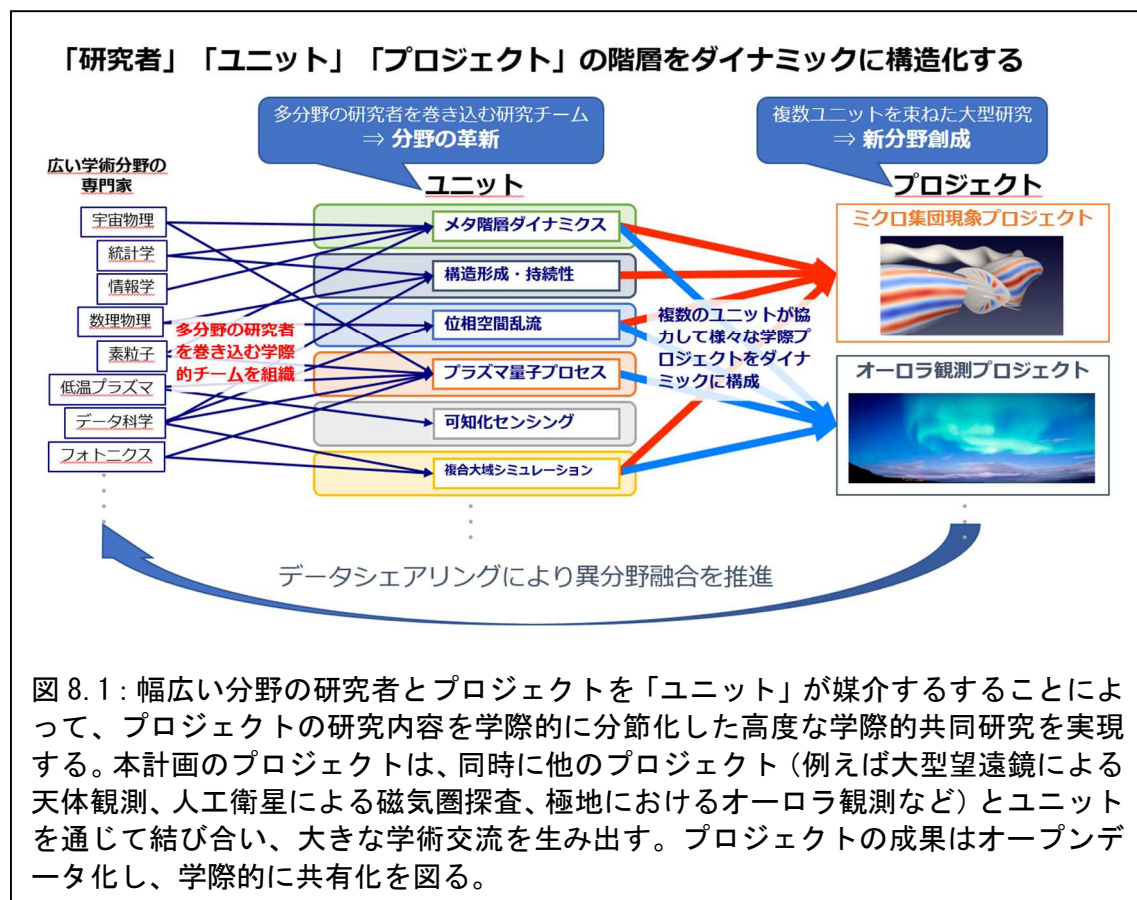 「研究者」「ユニット」「プロジェクト」の階層をダイナミックに構造化する
多分野の研究者を巻き込む研究チーム
⇒ 分野の革新
複数ユニットを束ねた大型研究
⇒ 新分野創成
広い学術分野の
専門家
ユニット
プロジェクト
宇宙物理
統計学
情報学
数理物理
素粒子
低温プラズマ
データ科学
フォトニクス
多分野の研究者
を巻き込む学際
的チームを組織
メタ階層ダイナミクス
構造形成・持続性
位相空間乱流
プラズマ量子プロセス
可知化センシング
複合大域シミュレーション
複数のユニットが協
力して様々な学際プ
ロジェクトをダイナ
ミックに構成
ミクロ集団現象プロジェクト
オーロラ観測プロジェクト
データシェアリングにより異分野融合を推進
図 8.1：幅広い分野の研究者とプロジェクトを「ユニット」が媒介するすることによ
って、プロジェクトの研究内容を学際的に分節化した高度な学際的共同研究を実現
する。本計画のプロジェクトは、同時に他のプロジェクト（例えば大型望遠鏡による
天体観測、人工衛星による磁気圏探査、極地におけるオーロラ観測など）とユニット
を通じて結び合い、大きな学術交流を生み出す。プロジェクトの成果はオープンデ
ータ化し、学際的に共有化を図る。